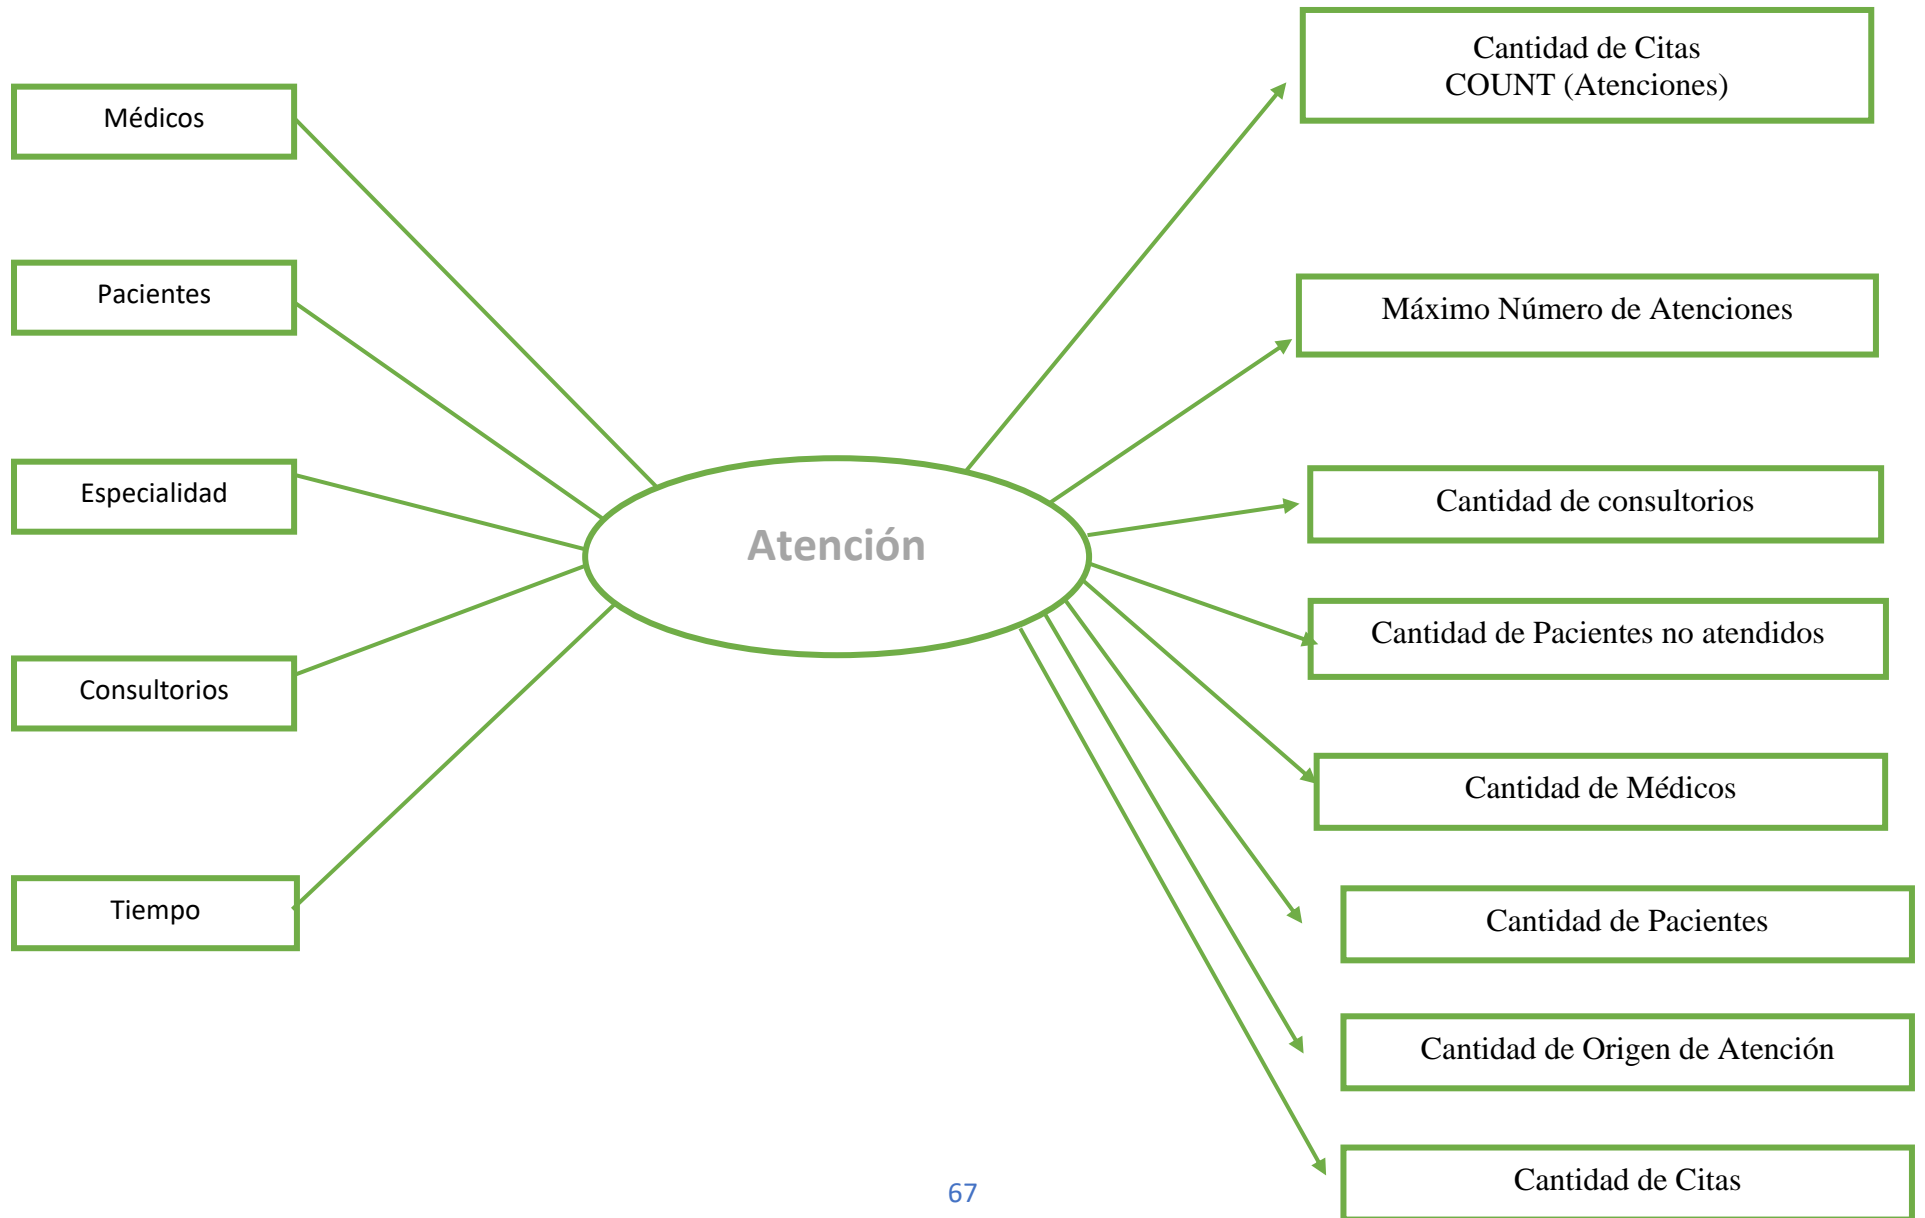 Médicos
Pacientes
Especialidad
Consultorios
Tiempo
Atención
Cantidad de Citas
COUNT (Atenciones)
Máximo Número de Atenciones
Cantidad de consultorios
Cantidad de Pacientes no atendidos
Cantidad de Médicos
Cantidad de Pacientes
Cantidad de Origen de Atención
Cantidad de Citas
67